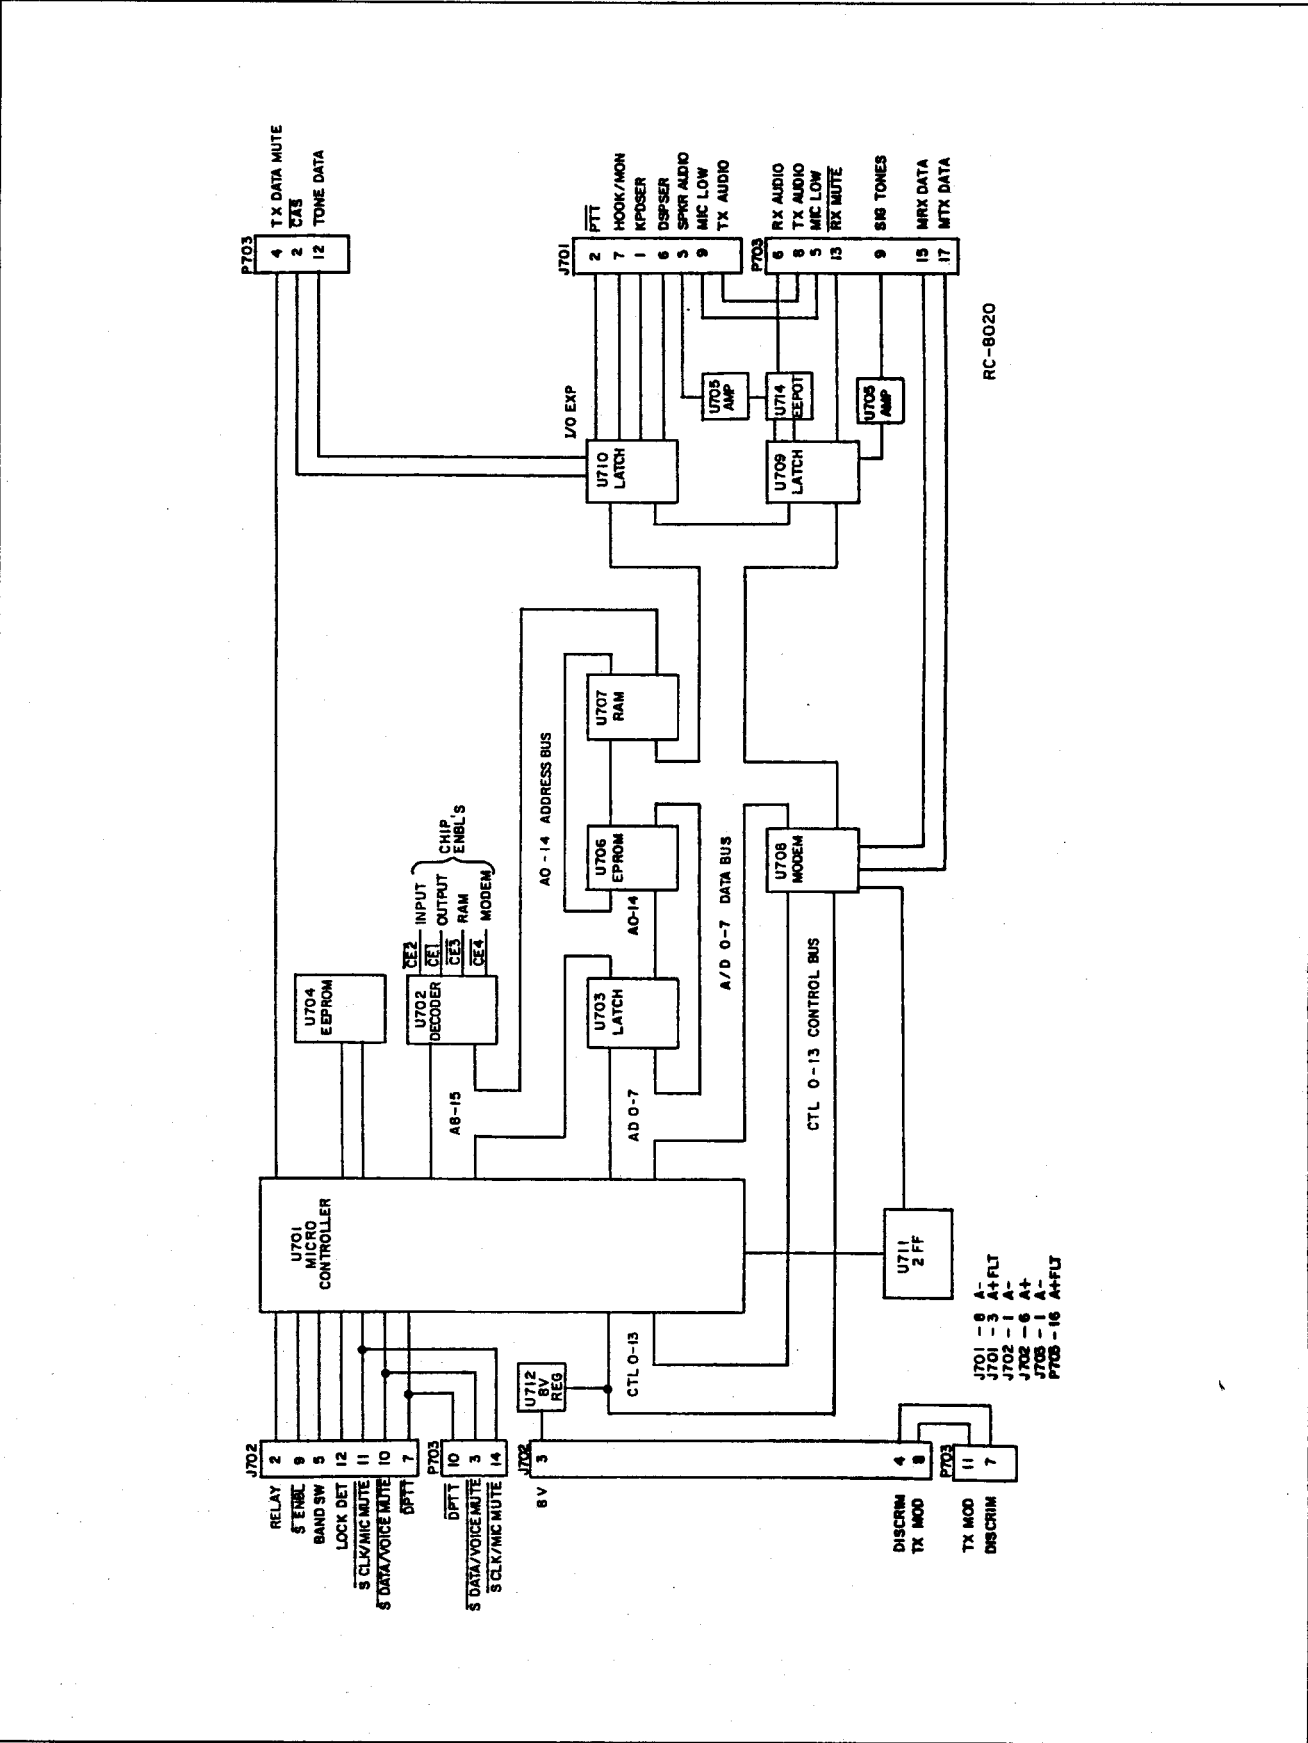 P703
4 TX DATA MUTE
2 CAS
12 TONE DATA
J701
2 PTT
7 HOOK/MON
1 KPDSER
6 DSPSER
5 SPKR AUDIO
9 MIC LOW
TX AUDIO
P703
6 RX AUDIO
8 TX AUDIO
5 MIC LOW
13 RX MUTE
9 SIG TONES
15 MRX DATA
17 MTX DATA
RC-8020
I/O EXP
U710
LATCH
U705
AMP
U714
EEPOT
U709
LATCH
U705
AMP
U707
RAM
A0-14 ADDRESS BUS
U706
EPROM
A0-14
U703
LATCH
AD 0-7
A/D 0-7 DATA BUS
U708
MODEM
CTL 0-13 CONTROL BUS
U704
EEPROM
U702
DECODER
CE2 INPUT
CE1 OUTPUT
CE3 RAM
CE4 MODEM
CHIP
ENBL'S
A8-15
U701
MICRO
CONTROLLER
U711
2 FF
CTL 0-13
U712
8V
REG
J702
RELAY 2
S ENBL 9
BAND SW 5
LOCK DET 12
S CLK/MIC MUTE 11
S DATA/VOICE MUTE 10
DPTT 7
P703
DPTT 10
S DATA/VOICE MUTE 3
S CLK/MIC MUTE 14
J702
8V 3
DISCRIM 4
TX MOD 8
P703
TX MOD 11
DISCRIM 7
J701 - 8 A-
J701 - 3 A+FLT
J702 - 1 A-
J702 - 6 A+
J705 - 1 A-
P705 - 16 A+FLT